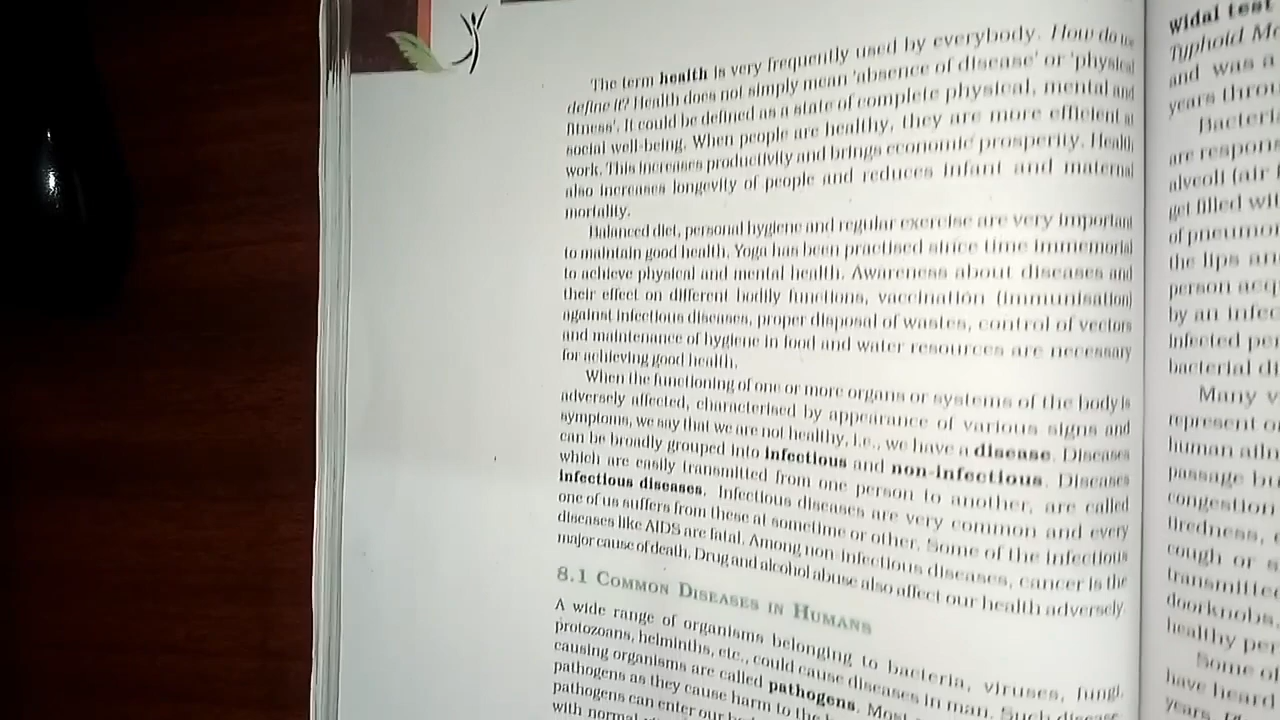 The term health is very frequently used by everybody. How do we
define it? Health does not simply mean 'absence of disease' or 'physical
fitness'. It could be defined as a state of complete physical, mental and
social well-being. When people are healthy, they are more efficient at
work. This increases productivity and brings economic prosperity. Health
also increases longevity of people and reduces infant and maternal
mortality.
Balanced diet, personal hygiene and regular exercise are very important
to maintain good health. Yoga has been practised since time immemorial
to achieve physical and mental health. Awareness about diseases and
their effect on different bodily functions, vaccination (immunisation)
against infectious diseases, proper disposal of wastes, control of vectors
and maintenance of hygiene in food and water resources are necessary
for achieving good health.
When the functioning of one or more organs or systems of the body is
adversely affected, characterised by appearance of various signs and
symptoms, we say that we are not healthy, i.e., we have a disease. Diseases
can be broadly grouped into infectious and non-infectious. Diseases
which are easily transmitted from one person to another, are called
infectious diseases. Infectious diseases are very common and every
one of us suffers from these at sometime or other. Some of the infectious
diseases like AIDS are fatal. Among non-infectious diseases, cancer is the
major cause of death. Drug and alcohol abuse also affect our health adversely.
8.1 COMMON DISEASES IN HUMANS
A wide range of organisms belonging to bacteria, viruses, fungi,
protozoans, helminths, etc., could cause diseases in man. Such disease
causing organisms are called pathogens. Most
pathogens as they cause harm to the
pathogens can enter our
with normal
widal test
Typhoid
and was a
years
are
alveoli (air
get filled
of
the lips
person
by an
infected
bacterial
Many
represent
human
passage
congestion
tiredness,
cough or
doorknobs,
healthy
Some of
have heard
years.